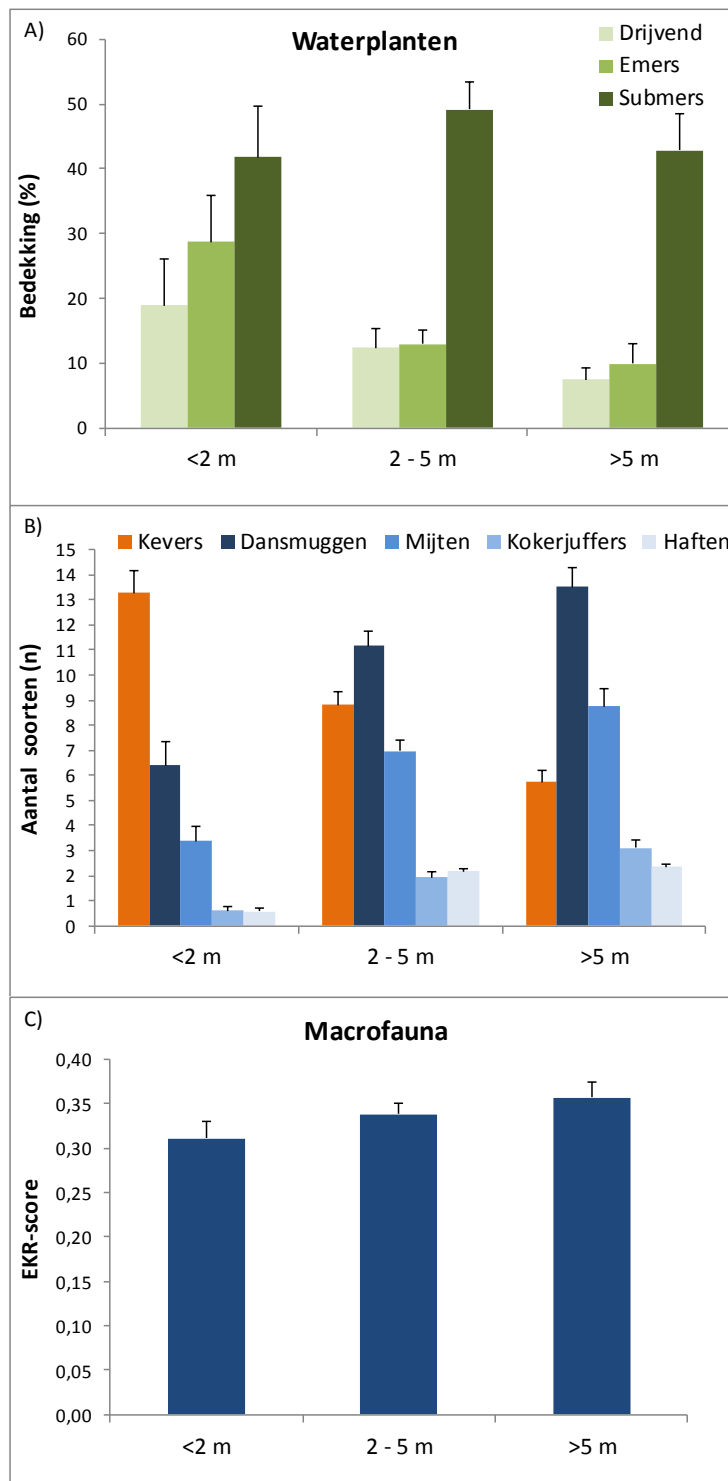 A)
Waterplanten
Drijvend
Emers
Submers
Bedekking (%)
60
50
40
30
20
10
0
<2 m
2 - 5 m
>5 m
B)
Kevers Dansmuggen Mijten Kokerjuffers Haften
Aantal soorten (n)
15
14
13
12
11
10
9
8
7
6
5
4
3
2
1
0
<2 m
2 - 5 m
>5 m
C)
Macrofauna
EKR-score
0,40
0,35
0,30
0,25
0,20
0,15
0,10
0,05
0,00
<2 m
2 - 5 m
>5 m